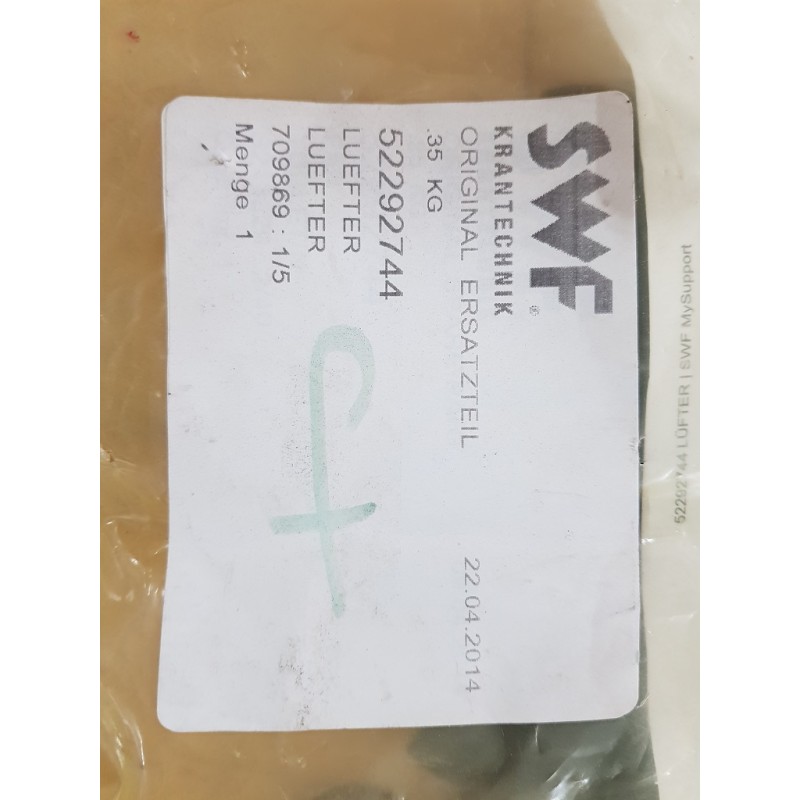 SWF®
KRANTECHNIK
ORIGINAL ERSATZTEIL 22.04.2014
.35 KG
52292744
LUEFTER
LUEFTER
709869 : 1/5
Menge 1
52292744 LÜFTER | SWF MySupport